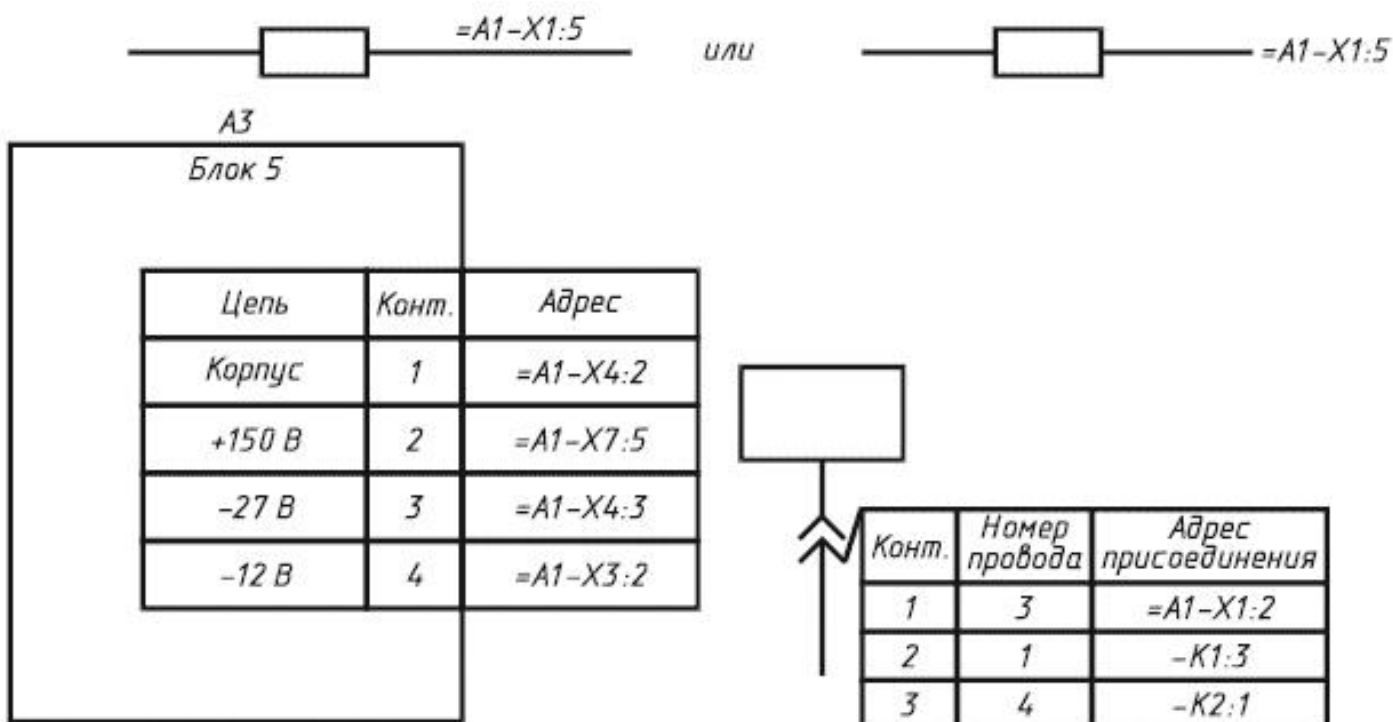 =A1-X1:5 или =A1-X1:5
A3
Блок 5
Цепь Конт. Адрес
Корпус 1 =A1-X4:2
+150 В 2 =A1-X7:5
-27 В 3 =A1-X4:3
-12 В 4 =A1-X3:2
Конт. Номер провода Адрес присоединения
1 3 =A1-X1:2
2 1 -K1:3
3 4 -K2:1